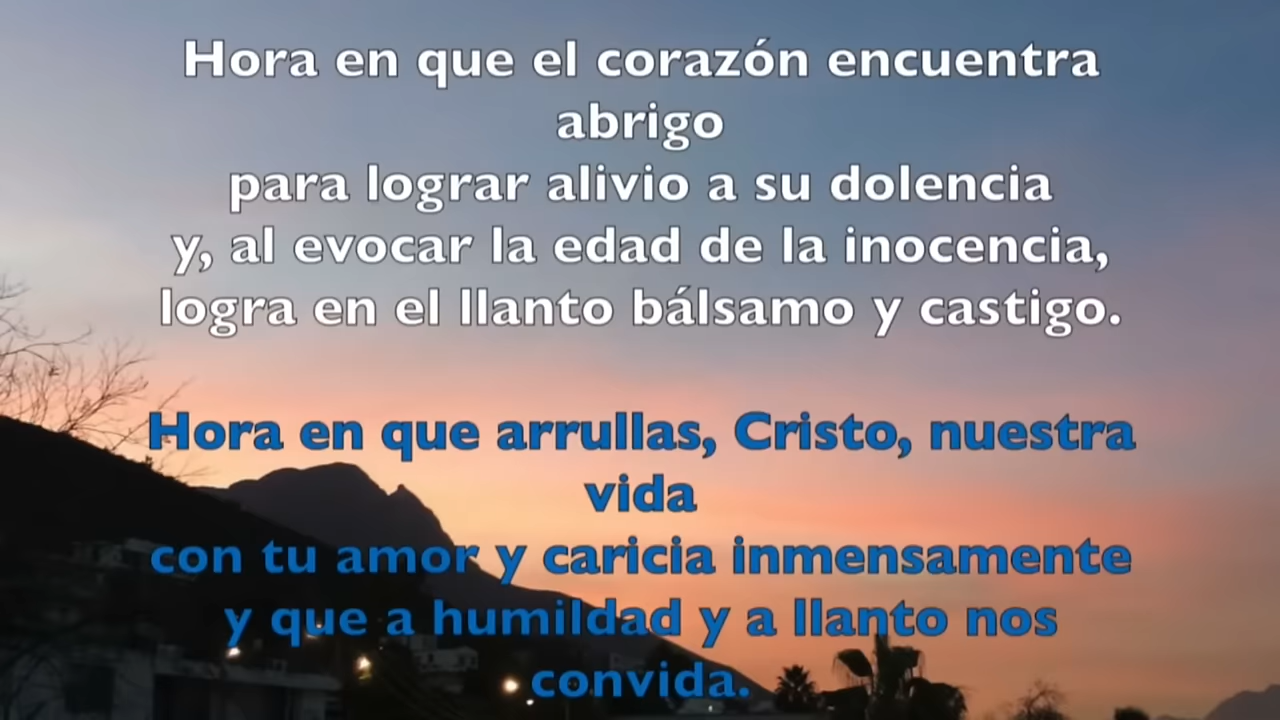 Hora en que el corazón encuentra
abrigo
para lograr alivio a su dolencia
y, al evocar la edad de la inocencia,
logra en el llanto bálsamo y castigo.
Hora en que arrullas, Cristo, nuestra
vida
con tu amor y caricia inmensamente
y que a humildad y a llanto nos
convida.